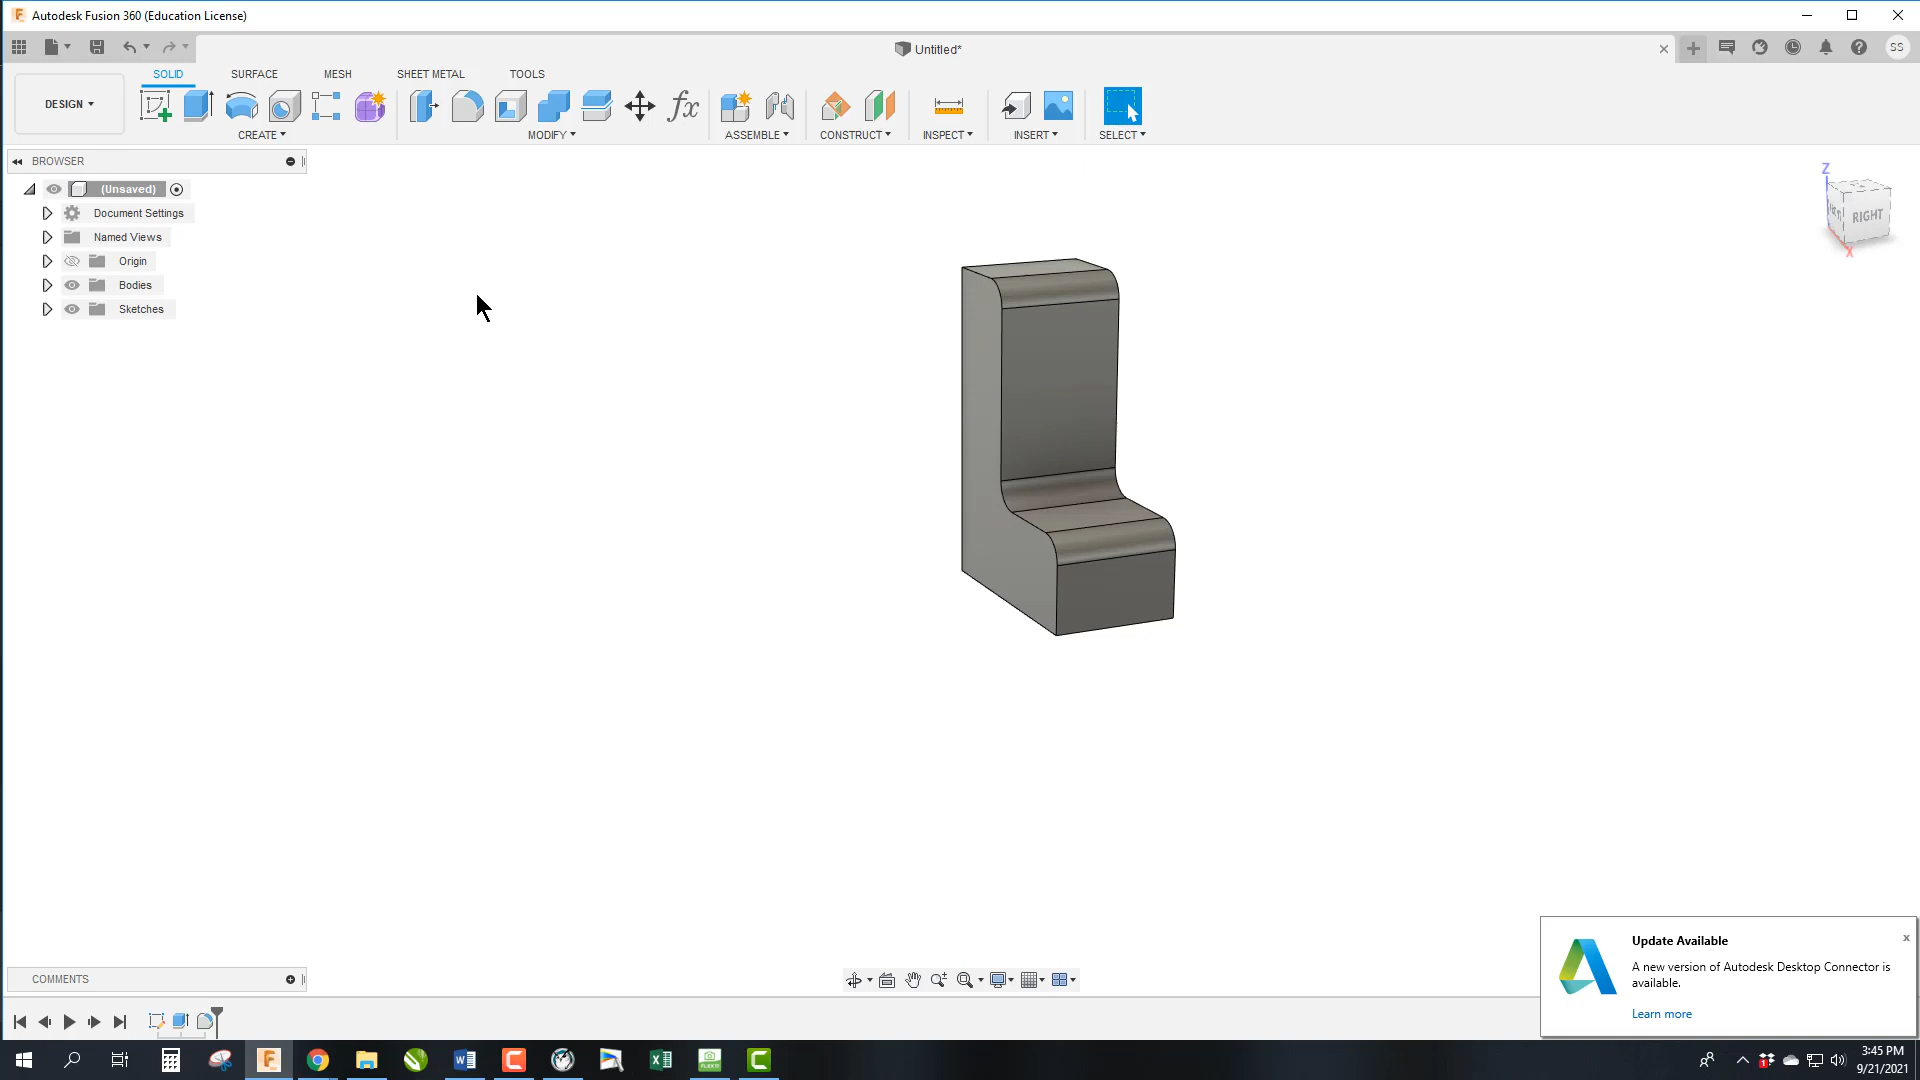 Autodesk Fusion 360 (Education License)
Untitled*
SS
DESIGN
SOLID
SURFACE
MESH
SHEET METAL
TOOLS
CREATE
MODIFY
ASSEMBLE
CONSTRUCT
INSPECT
INSERT
SELECT
BROWSER
(Unsaved)
Document Settings
Named Views
Origin
Bodies
Sketches
Z
RIGHT
X
COMMENTS
Update Available
A new version of Autodesk Desktop Connector is
available.
Learn more
3:45 PM
9/21/2021